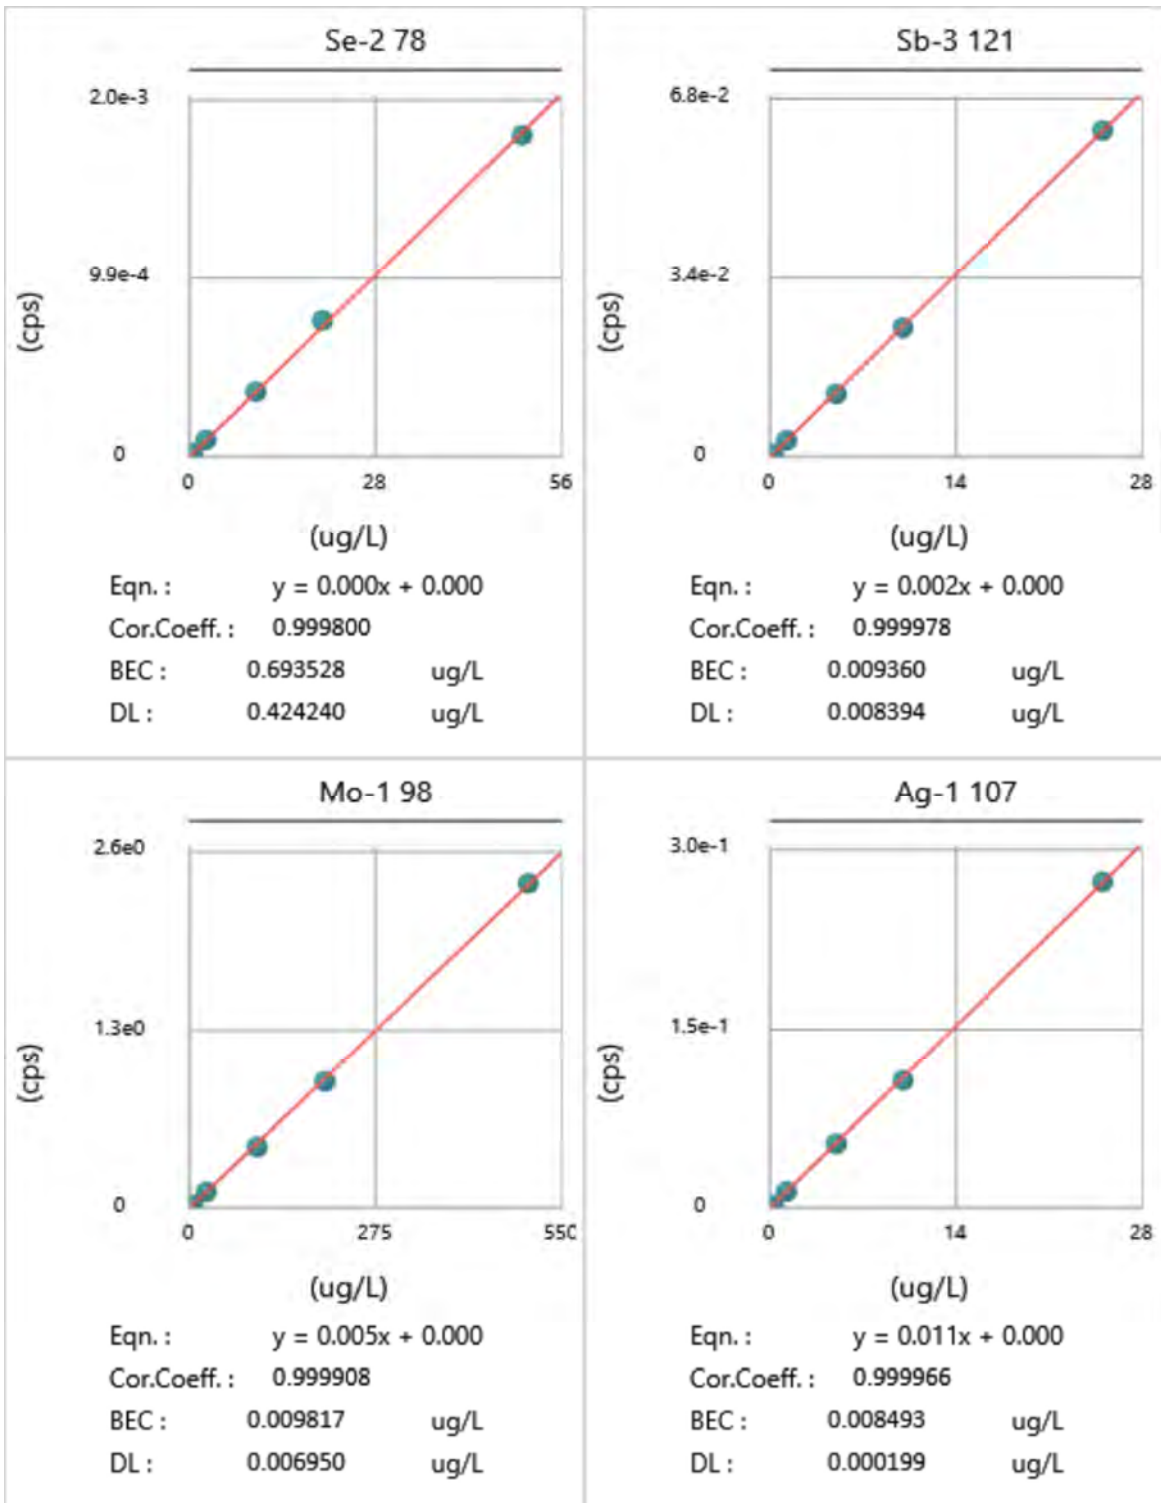 Se-2 78
2.0e-3
9.9e-4
0
(cps)
0 28 56
(ug/L)
Eqn. : y = 0.000x + 0.000
Cor.Coeff. : 0.999800
BEC : 0.693528 ug/L
DL : 0.424240 ug/L
Sb-3 121
6.8e-2
3.4e-2
0
(cps)
0 14 28
(ug/L)
Eqn. : y = 0.002x + 0.000
Cor.Coeff. : 0.999978
BEC : 0.009360 ug/L
DL : 0.008394 ug/L
Mo-1 98
2.6e0
1.3e0
0
(cps)
0 275 550
(ug/L)
Eqn. : y = 0.005x + 0.000
Cor.Coeff. : 0.999908
BEC : 0.009817 ug/L
DL : 0.006950 ug/L
Ag-1 107
3.0e-1
1.5e-1
0
(cps)
0 14 28
(ug/L)
Eqn. : y = 0.011x + 0.000
Cor.Coeff. : 0.999966
BEC : 0.008493 ug/L
DL : 0.000199 ug/L